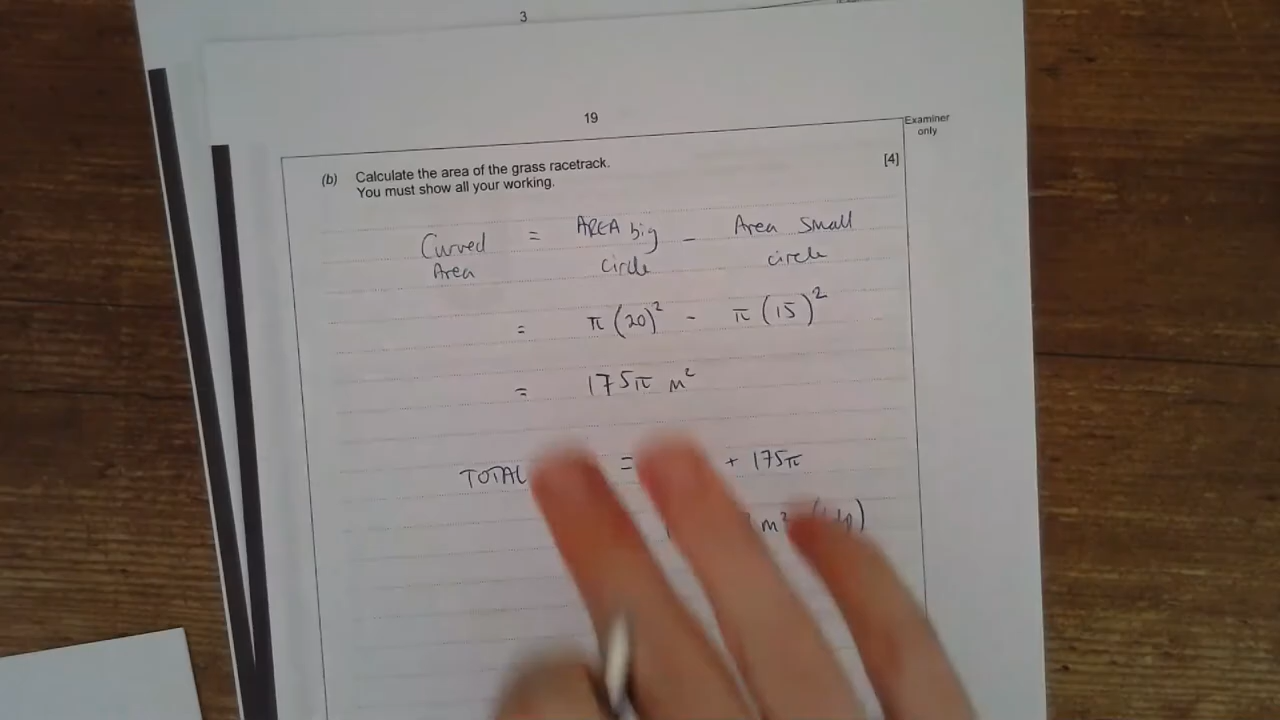 3
19
Examiner
only
(b) Calculate the area of the grass racetrack. [4]
You must show all your working.
Curved = AREA big - Area small
Area circle circle
= π(20)² - π(15)²
= 175π m²
TOTAL = + 175π
m²